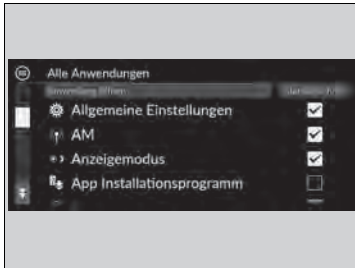 Alle Anwendungen
Allgemeine Einstellungen
AM
Anzeigemodus
App Installationsprogramm